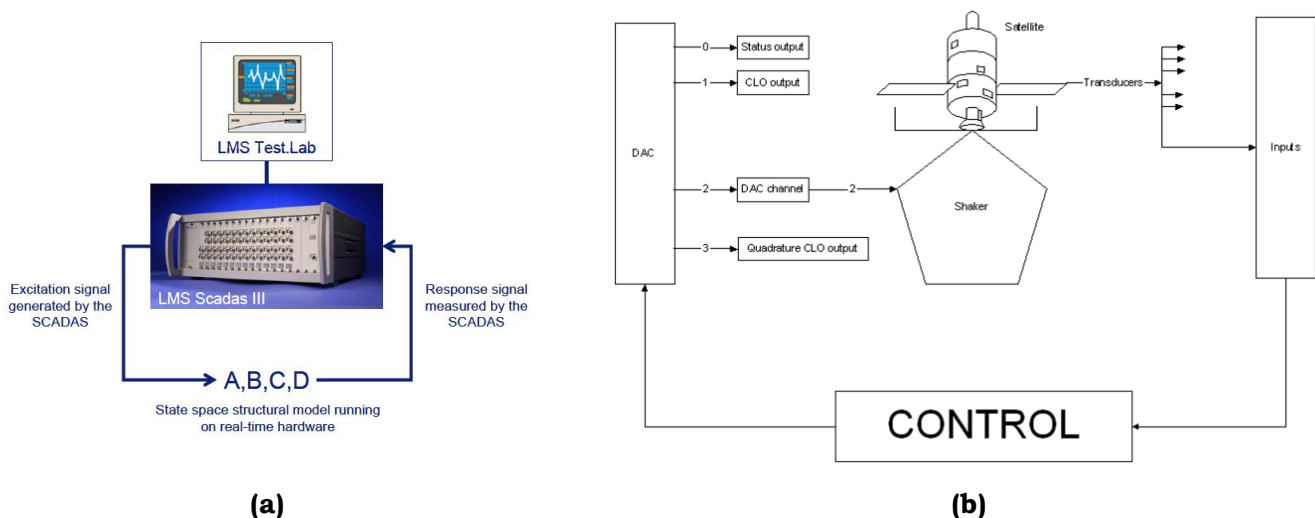 LMS Test.Lab
LMS Scadas III
Excitation signal
generated by the
SCADAS
Response signal
measured by the
SCADAS
A,B,C,D
State space structural model running
on real-time hardware
(a)
DAC
0
Status output
1
CLO output
2
DAC channel
2
3
Quadrature CLO output
Satellite
Shaker
Transducers
Inputs
CONTROL
(b)